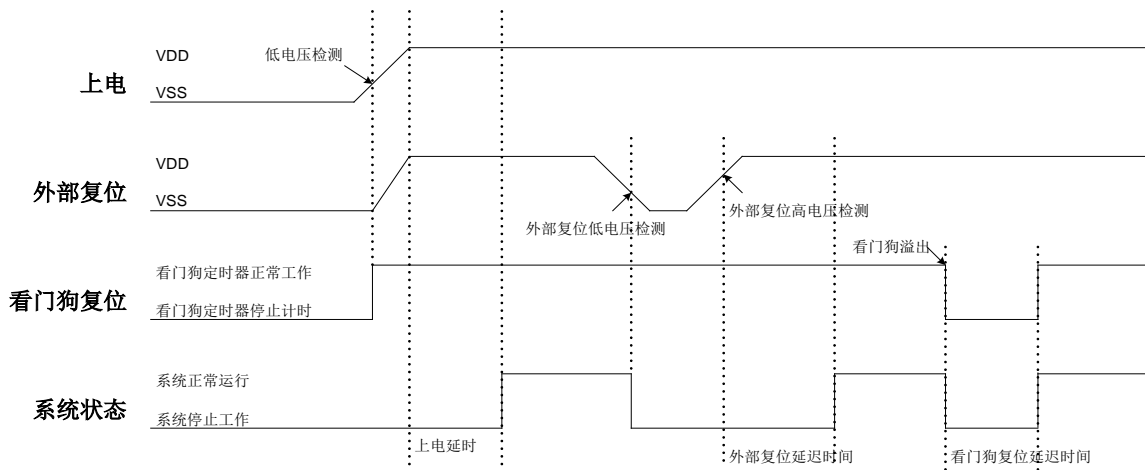 低电压检测
VDD
上电
VSS
VDD
外部复位
VSS
外部复位低电压检测
外部复位高电压检测
看门狗溢出
看门狗定时器正常工作
看门狗复位
看门狗定时器停止计时
系统正常运行
系统状态
系统停止工作
上电延时
外部复位延迟时间
看门狗复位延迟时间